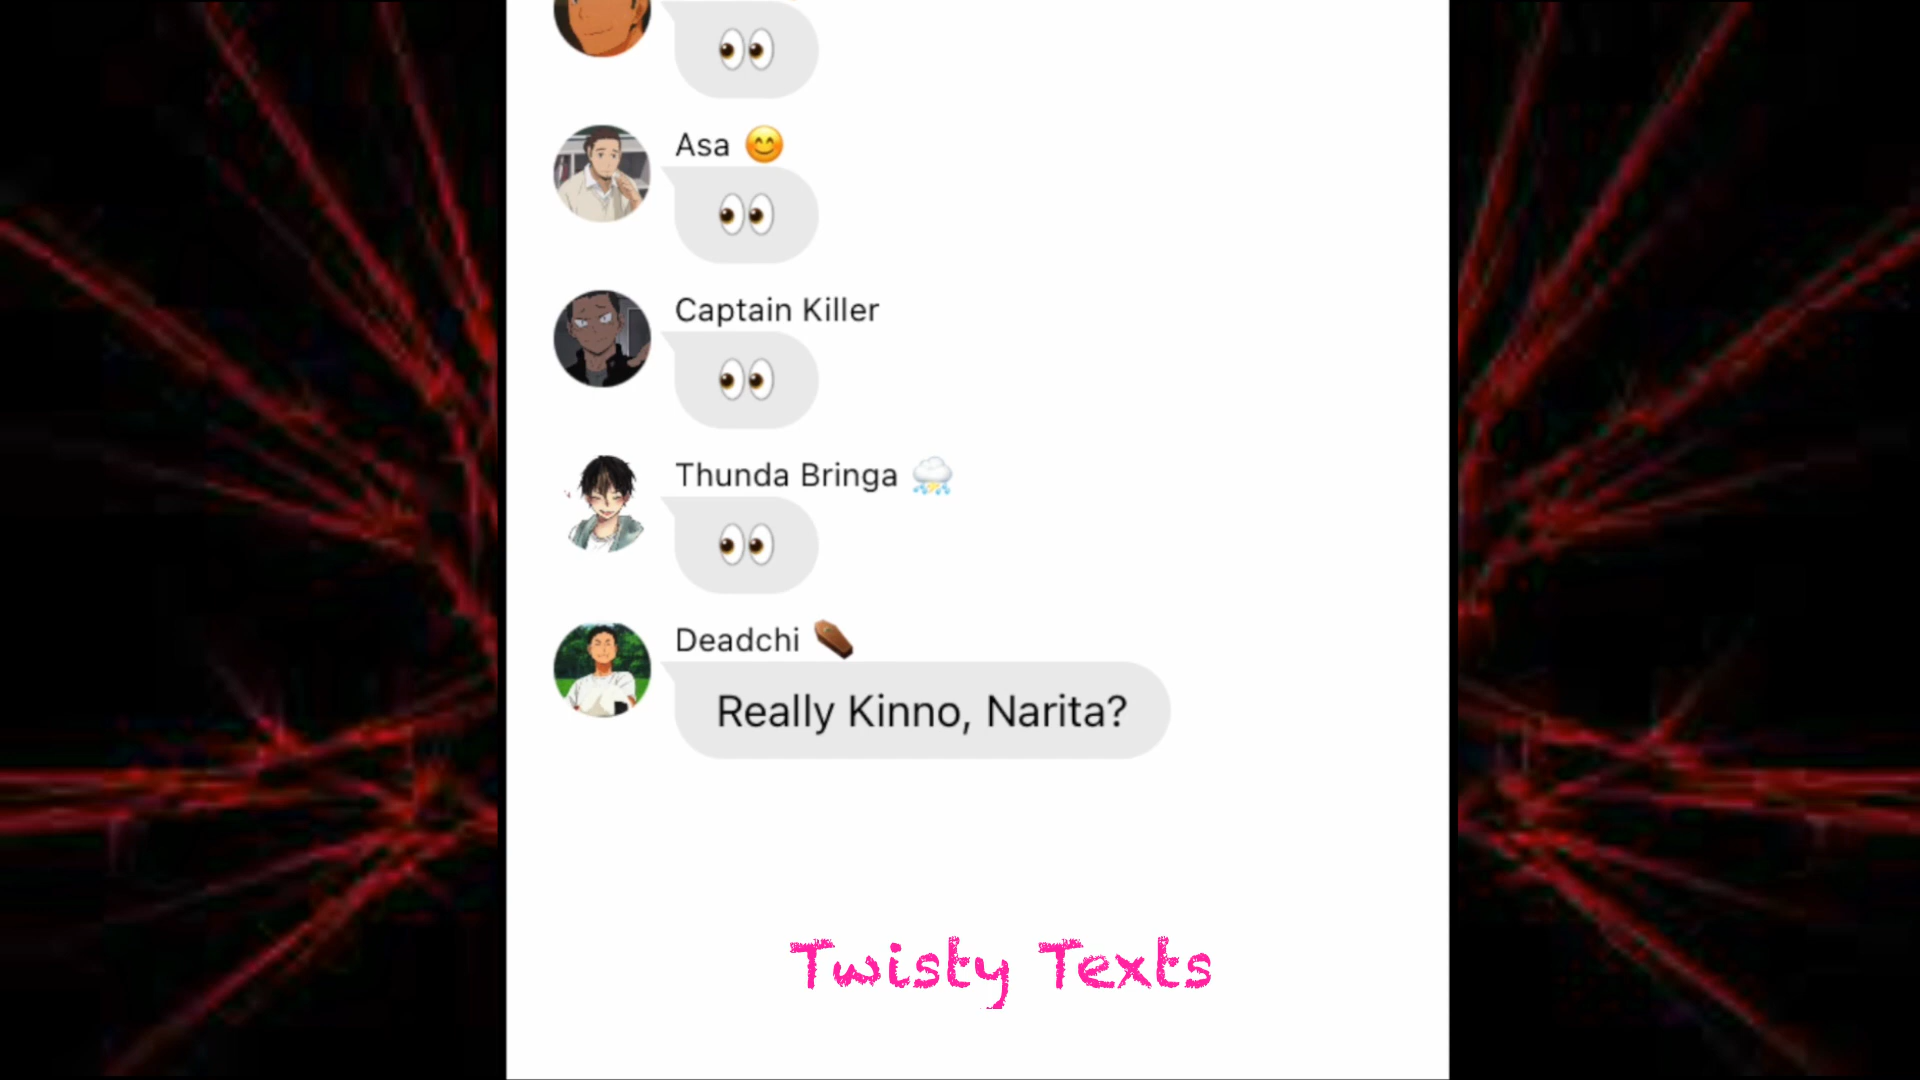 👀
Asa 😊
👀
Captain Killer
👀
Thunda Bringa ⛈️
👀
Deadchi ⚰️
Really Kinno, Narita?
Twisty Texts